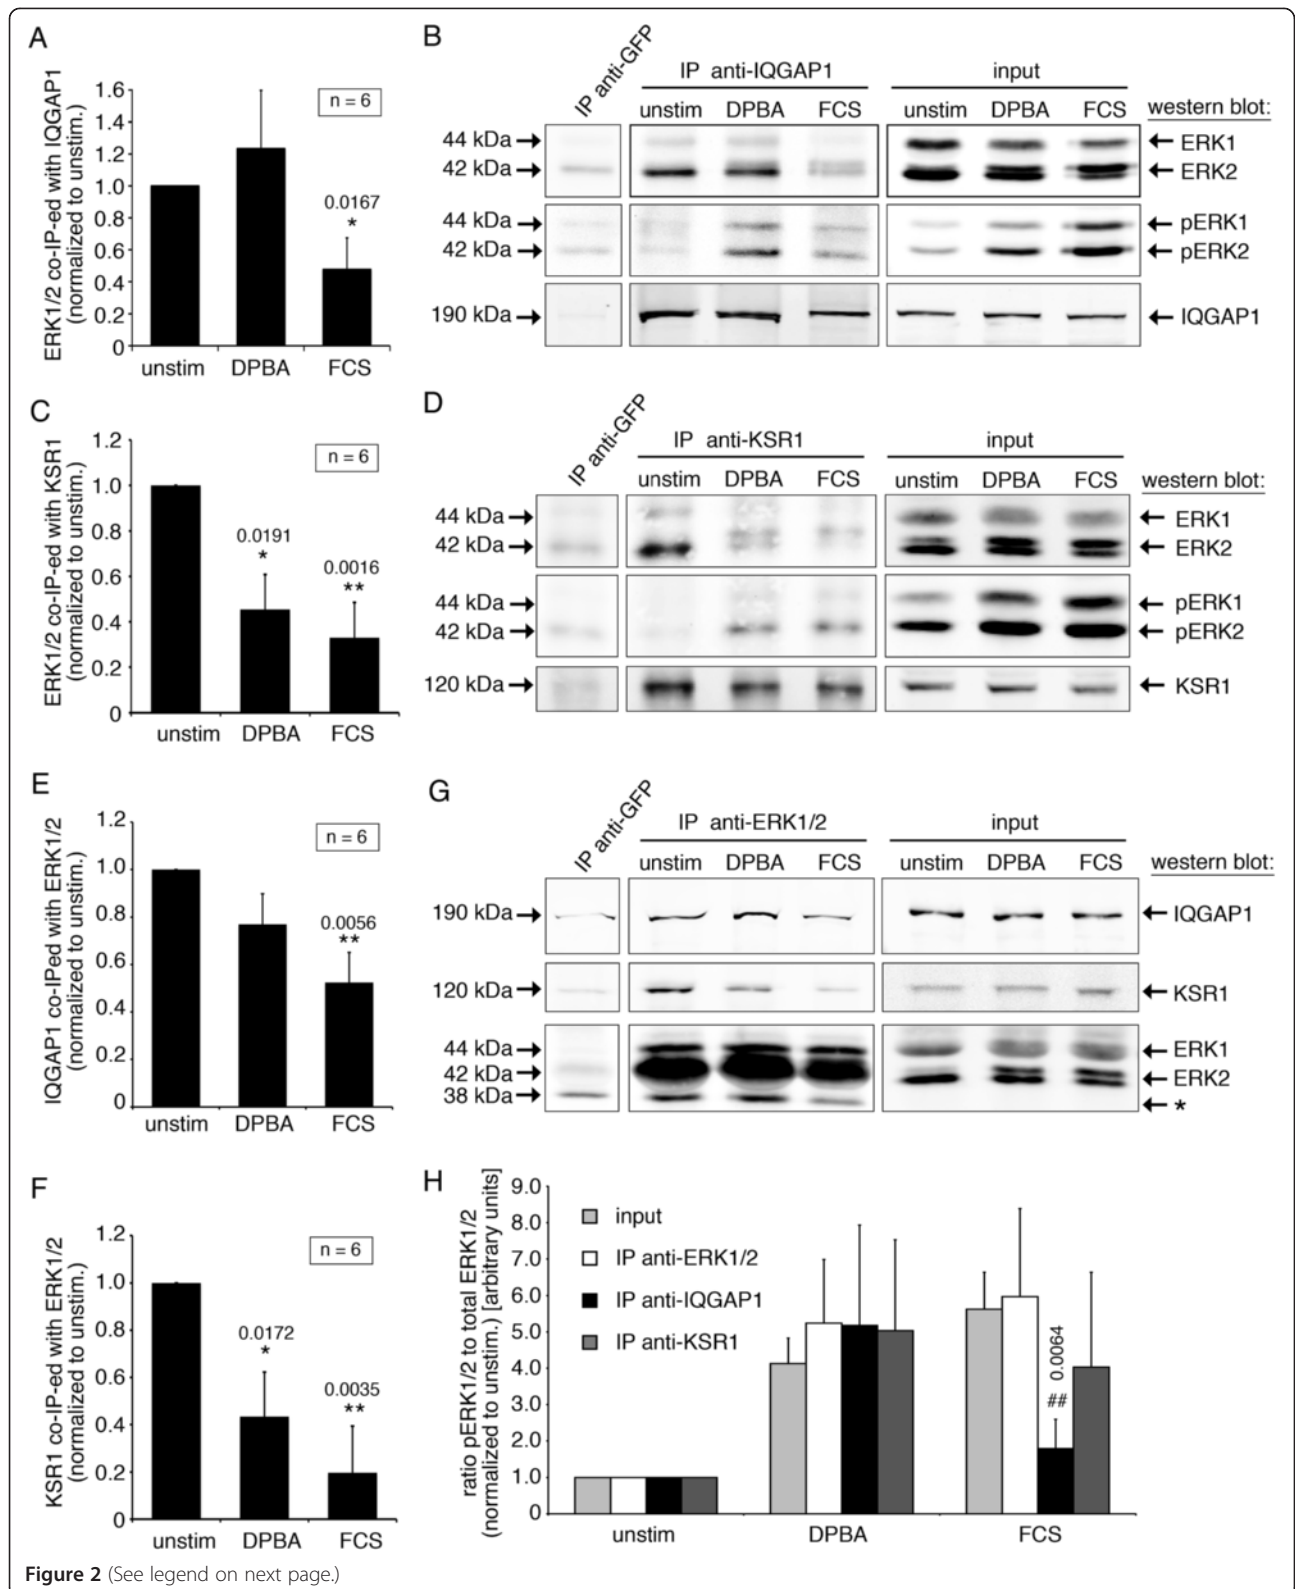 A
ERK1/2 co-IP-ed with IQGAP1
(normalized to unstim.)
1.6
1.4
1.2
1.0
0.8
0.6
0.4
0.2
0
n = 6
0.0167
*
unstim DPBA FCS
B
IP anti-GFP
IP anti-IQGAP1
input
unstim DPBA FCS
unstim DPBA FCS
western blot:
44 kDa
42 kDa
ERK1
ERK2
44 kDa
42 kDa
pERK1
pERK2
190 kDa
IQGAP1
C
ERK1/2 co-IP-ed with KSR1
(normalized to unstim.)
1.2
1.0
0.8
0.6
0.4
0.2
0
n = 6
0.0191
*
0.0016
**
unstim DPBA FCS
D
IP anti-GFP
IP anti-KSR1
input
unstim DPBA FCS
unstim DPBA FCS
western blot:
44 kDa
42 kDa
ERK1
ERK2
44 kDa
42 kDa
pERK1
pERK2
120 kDa
KSR1
E
IQGAP1 co-IPed with ERK1/2
(normalized to unstim.)
1.2
1.0
0.8
0.6
0.4
0.2
0
n = 6
0.0056
**
unstim DPBA FCS
G
IP anti-GFP
IP anti-ERK1/2
input
unstim DPBA FCS
unstim DPBA FCS
western blot:
190 kDa
IQGAP1
120 kDa
KSR1
44 kDa
42 kDa
38 kDa
ERK1
ERK2
*
F
KSR1 co-IP-ed with ERK1/2
(normalized to unstim.)
1.2
1.0
0.8
0.6
0.4
0.2
0
n = 6
0.0172
*
0.0035
**
unstim DPBA FCS
H
ratio pERK1/2 to total ERK1/2
(normalized to unstim.) [arbitrary units]
9.0
8.0
7.0
6.0
5.0
4.0
3.0
2.0
1.0
0
input
IP anti-ERK1/2
IP anti-IQGAP1
IP anti-KSR1
0.0064
##
unstim DPBA FCS
Figure 2 (See legend on next page.)